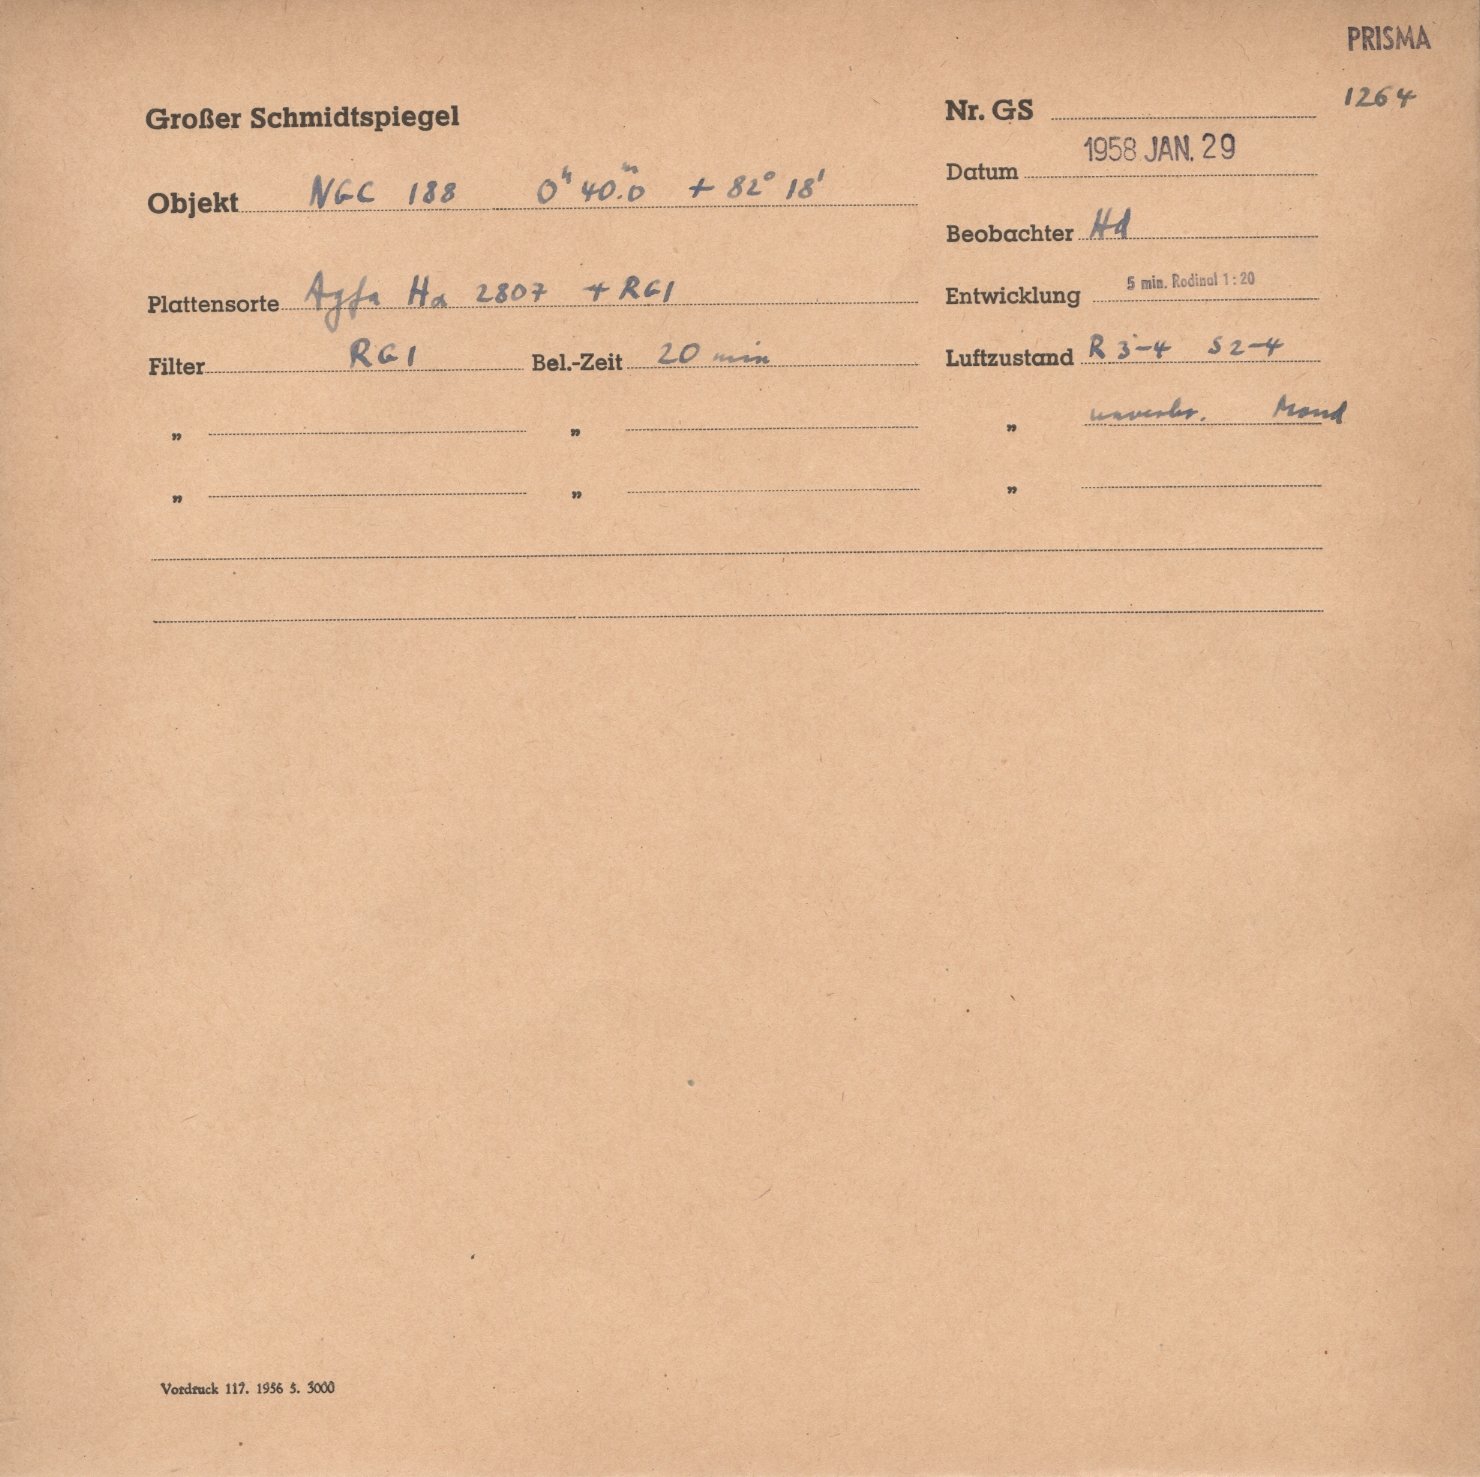 PRISMA
Großer Schmidtspiegel
Nr. GS 1264
Datum 1958 JAN. 29
Objekt NGC 188 0ʰ 40ᵐ.0 + 82° 18'
Beobachter Hd
Plattensorte Agfa Hα 2807 + RG1
Entwicklung 5 min. Rodinal 1:20
Filter RG1 Bel.-Zeit 20 min
Luftzustand R 3-4 S 2-4
„ „ „ Mond
„ „ „
Vordruck 117. 1956 5. 3000